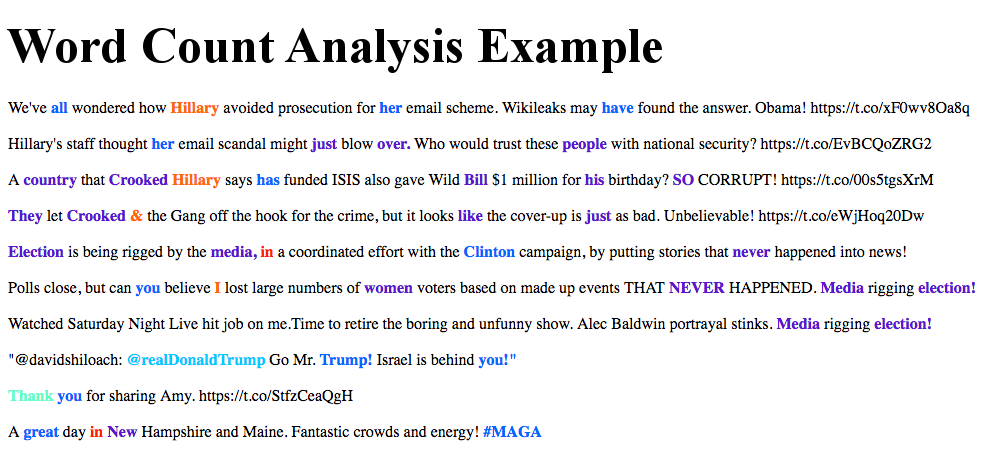 Word Count Analysis Example
We've all wondered how Hillary avoided prosecution for her email scheme. Wikileaks may have found the answer. Obama! https://t.co/xF0wv8Oa8q
Hillary's staff thought her email scandal might just blow over. Who would trust these people with national security? https://t.co/EvBCQoZRG2
A country that Crooked Hillary says has funded ISIS also gave Wild Bill $1 million for his birthday? SO CORRUPT! https://t.co/00s5tgsXrM
They let Crooked & the Gang off the hook for the crime, but it looks like the cover-up is just as bad. Unbelievable! https://t.co/eWjHoq20Dw
Election is being rigged by the media, in a coordinated effort with the Clinton campaign, by putting stories that never happened into news!
Polls close, but can you believe I lost large numbers of women voters based on made up events THAT NEVER HAPPENED. Media rigging election!
Watched Saturday Night Live hit job on me.Time to retire the boring and unfunny show. Alec Baldwin portrayal stinks. Media rigging election!
"@davidshiloach: @realDonaldTrump Go Mr. Trump! Israel is behind you!"
Thank you for sharing Amy. https://t.co/StfzCeaQgH
A great day in New Hampshire and Maine. Fantastic crowds and energy! #MAGA